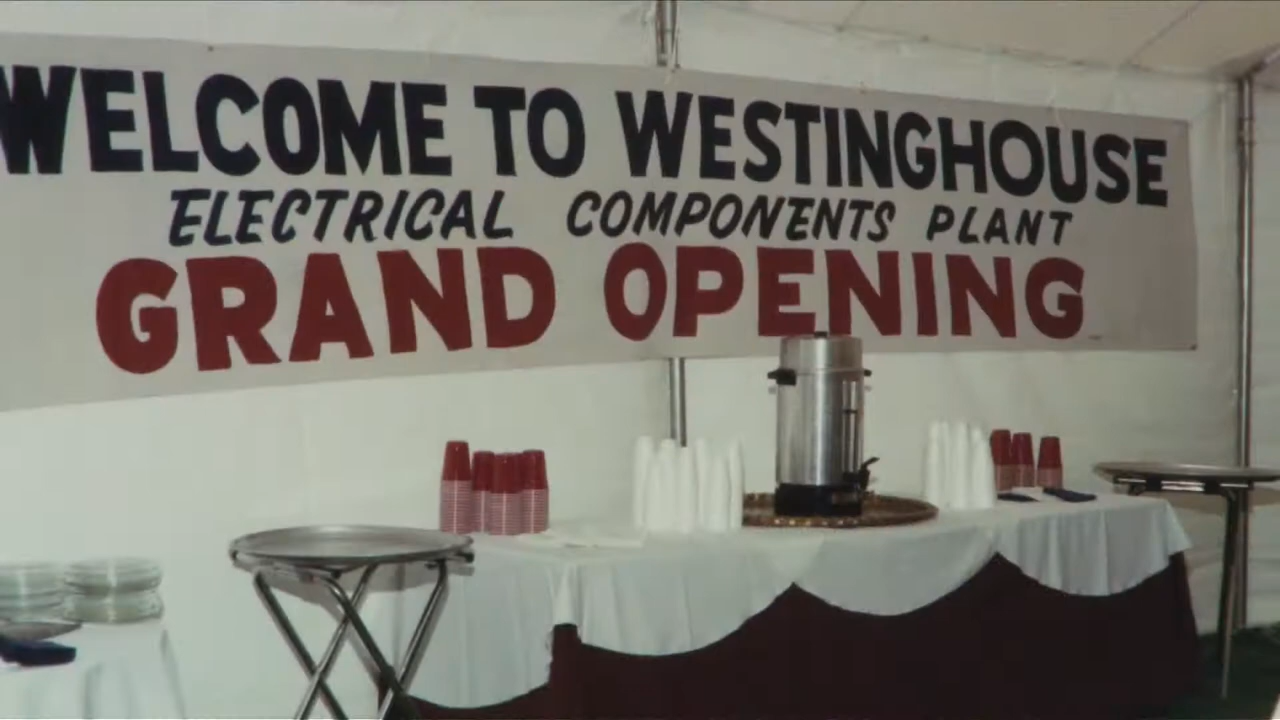 WELCOME TO WESTINGHOUSE
ELECTRICAL COMPONENTS PLANT
GRAND OPENING